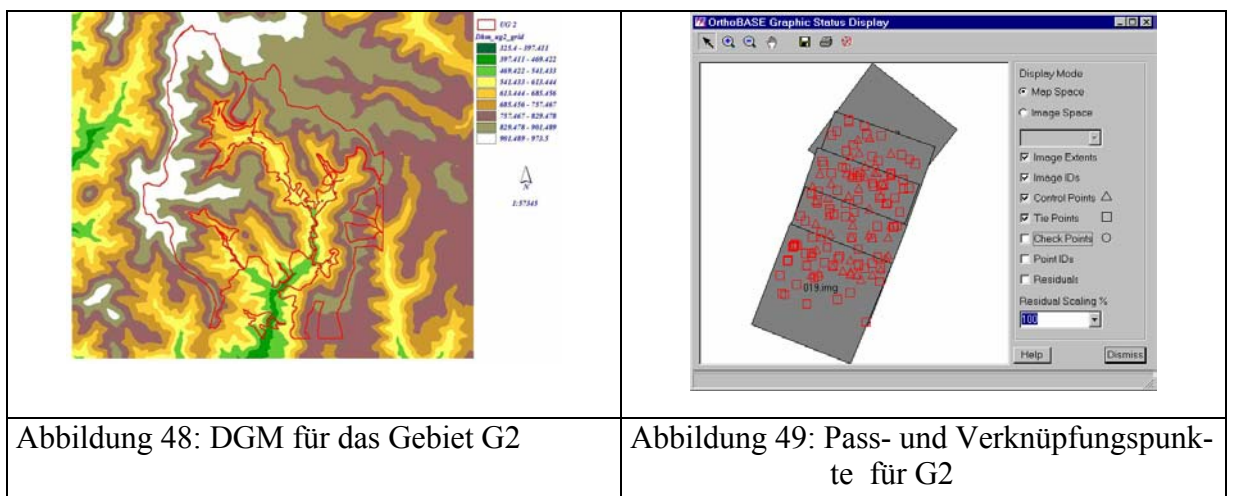 UG 2
Dhm_ug2_grid
325.4 - 397.411
397.411 - 469.422
469.422 - 541.433
541.433 - 613.444
613.444 - 685.456
685.456 - 757.467
757.467 - 829.478
829.478 - 901.489
901.489 - 973.5
N
1:57345
OrthoBASE Graphic Status Display
Display Mode
Map Space
Image Space
Image Extents
Image IDs
Control Points
Tie Points
Check Points
Point IDs
Residuals
Residual Scaling %
100
Help
Dismiss
019.img
Abbildung 48: DGM für das Gebiet G2
Abbildung 49: Pass- und Verknüpfungspunk-
te für G2